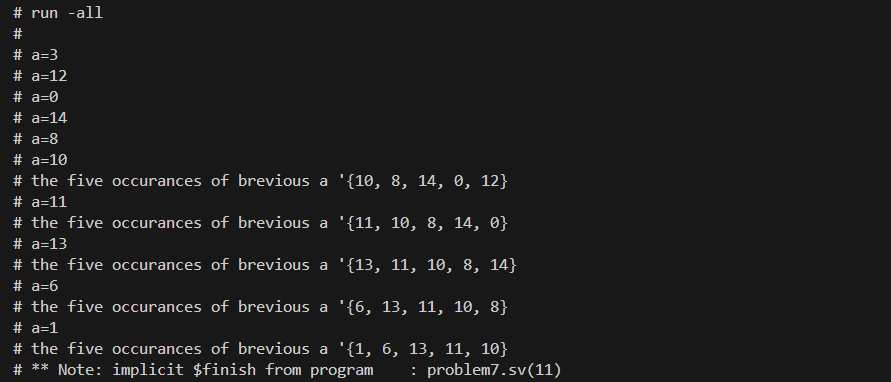 # run -all
#
# a=3
# a=12
# a=0
# a=14
# a=8
# a=10
# the five occurances of brevious a '{10, 8, 14, 0, 12}
# a=11
# the five occurances of brevious a '{11, 10, 8, 14, 0}
# a=13
# the five occurances of brevious a '{13, 11, 10, 8, 14}
# a=6
# the five occurances of brevious a '{6, 13, 11, 10, 8}
# a=1
# the five occurances of brevious a '{1, 6, 13, 11, 10}
# ** Note: implicit $finish from program    : problem7.sv(11)